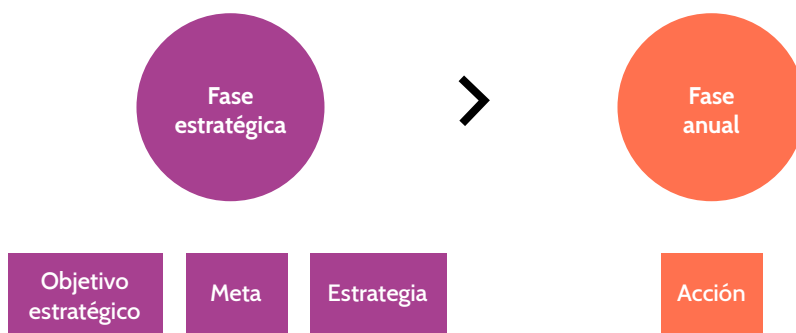 Fase
estratégica
Fase
anual
Objetivo
estratégico
Meta
Estrategia
Acción